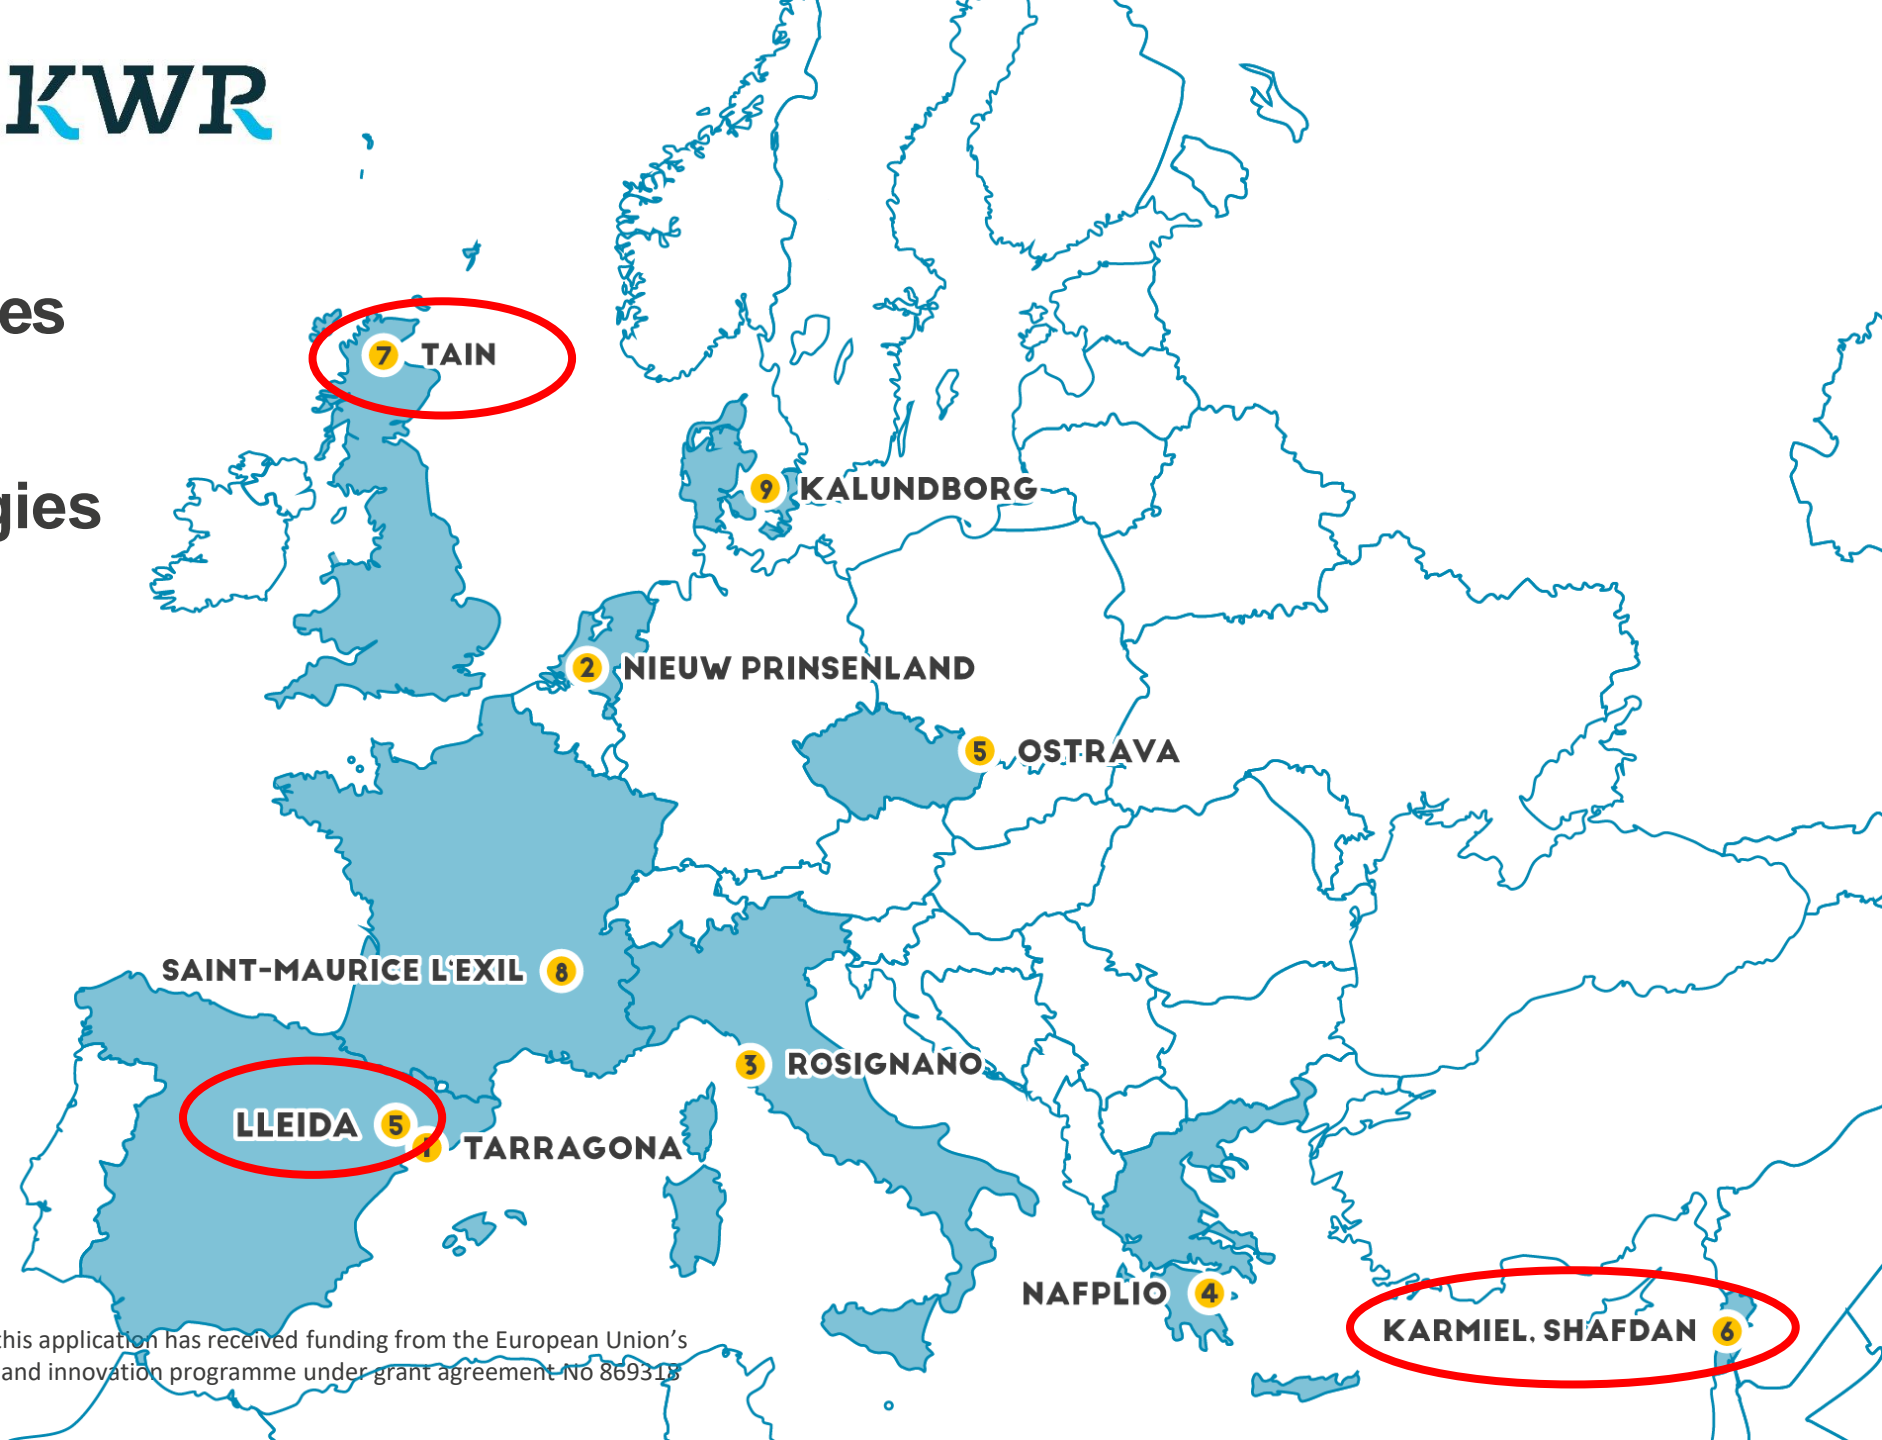 KWR
es
7 TAIN
gies
9 KALUNDBORG
2 NIEUW PRINSENLAND
5 OSTRAVA
SAINT-MAURICE L'EXIL 8
3 ROSIGNANO
LLEIDA 5
1 TARRAGONA
NAFPLIO 4
KARMIEL, SHAFDAN 6
this application has received funding from the European Union's
and innovation programme under grant agreement No 869318